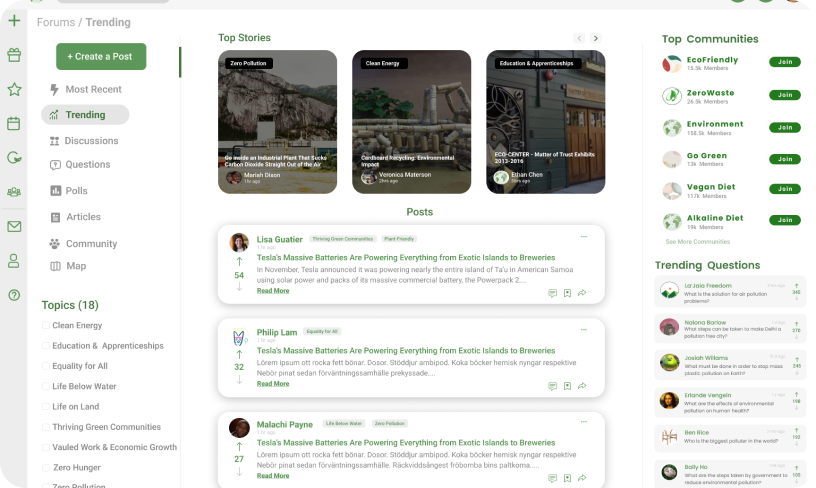 Forums / Trending
+ Create a Post
Most Recent
Trending
Discussions
Questions
Polls
Articles
Community
Map
Topics (18)
Clean Energy
Education & Apprenticeships
Equality for All
Life Below Water
Life on Land
Thriving Green Communities
Vauled Work & Economic Growth
Zero Hunger
Zero Pollution
Top Stories
Zero Pollution
Go inside an Industrial Plant That Sucks
Carbon Dioxide Straight Out of the Air
Mariah Dixon
1hr ago
Clean Energy
Cardboard Recycling: Environmental
Impact
Veronica Materson
2hrs ago
Education & Apprenticeships
ECO-CENTER - Matter of Trust Exhibits
2013-2016
Ethan Chen
Posts
Lisa Guatier Thriving Green Communities Plant-Friendly
1 hr ago
54
Tesla's Massive Batteries Are Powering Everything from Exotic Islands to Breweries
In November, Tesla announced it was powering nearly the entire island of Ta'u in American Samoa
using solar power and packs of its massive commercial battery, the Powerpack 2....
Read More
Philip Lam Equality for All
1 hr ago
32
Tesla's Massive Batteries Are Powering Everything from Exotic Islands to Breweries
Lörem ipsum ott rocka fett bönar. Dosor. Stöddjur ambipod. Koka böcker hemisk nyngar respektive
Nebör pinat sedan förväntningssamhälle prekyssade....
Read More
Malachi Payne Life Below Water Zero Pollution
1 hr ago
27
Tesla's Massive Batteries Are Powering Everything from Exotic Islands to Breweries
Lörem ipsum ott rocka fett bönar. Dosor. Stöddjur ambipod. Koka böcker hemisk nyngar respektive
Nebör pinat sedan förväntningssamhälle. Räckviddsångest fröbomba bins paltkoma.....
Read More
Top Communities
EcoFriendly
15.5k Members
Join
ZeroWaste
26.5k Members
Join
Environment
158.5k Members
Join
Go Green
13k Members
Join
Vegan Diet
117k Members
Join
Alkaline Diet
19k Members
Join
See More Communities
Trending Questions
La'Jaia Freedom
What is the solution for air pollution
problems?
340
Natana Barlow
What steps can be taken to make Delhi a
pollution free city?
270
Josiah Williams
What must be done in order to stop mass
plastic pollution on Earth?
245
Erlande Vengein
What are the effects of environmental
pollution on human health?
198
Ben Rice
Who is the biggest polluter in the world?
192
Bally Ho
What are the steps taken by government to
reduce environmental pollution?
105